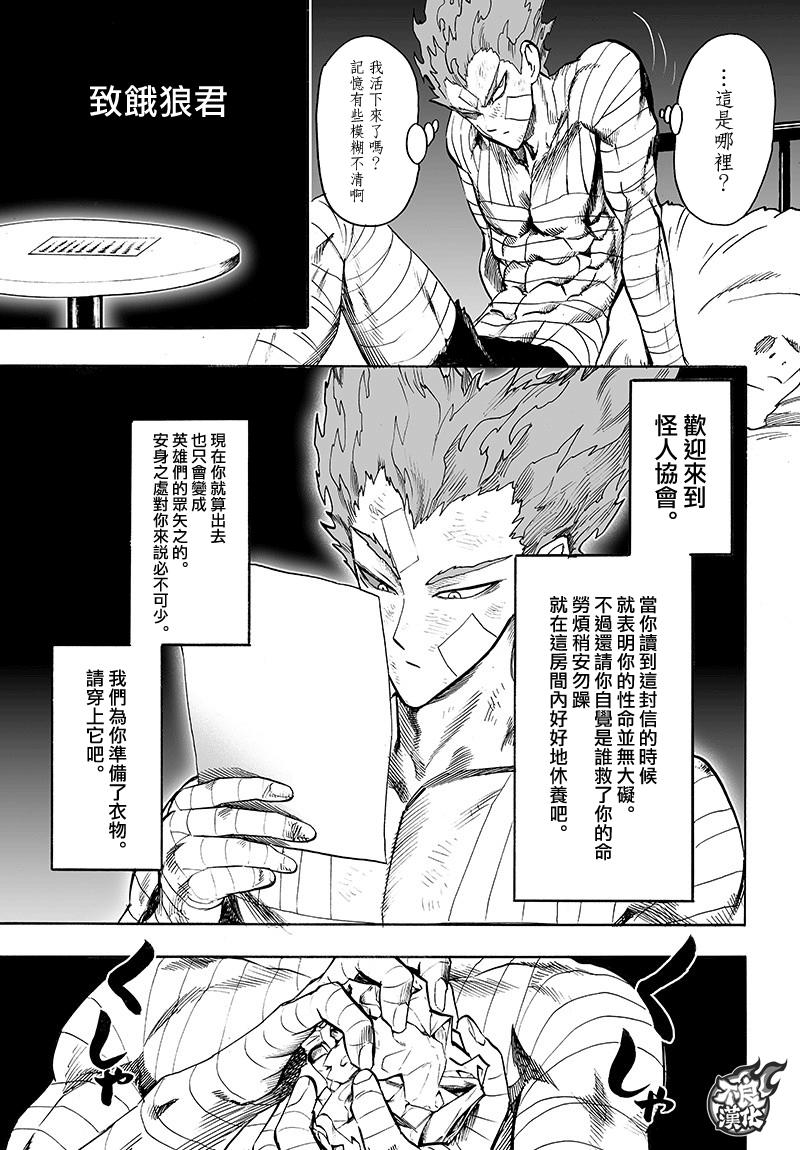 …這是哪裡？
我活下來了嗎？
記憶有些模糊不清啊
致餓狼君
歡迎來到
怪人協會。
當你讀到這封信的時候
就表明你的性命並無大礙。
不過還請你自覺是誰救了你的命
勞煩稍安勿躁
就在這房間內好好地休養吧。
現在你就算出去
也只會變成
英雄們的眾矢之的。
安身之處對你來說必不可少。
我們為你準備了衣物。
請穿上它吧。
くしゃ
くしゃ
漢化